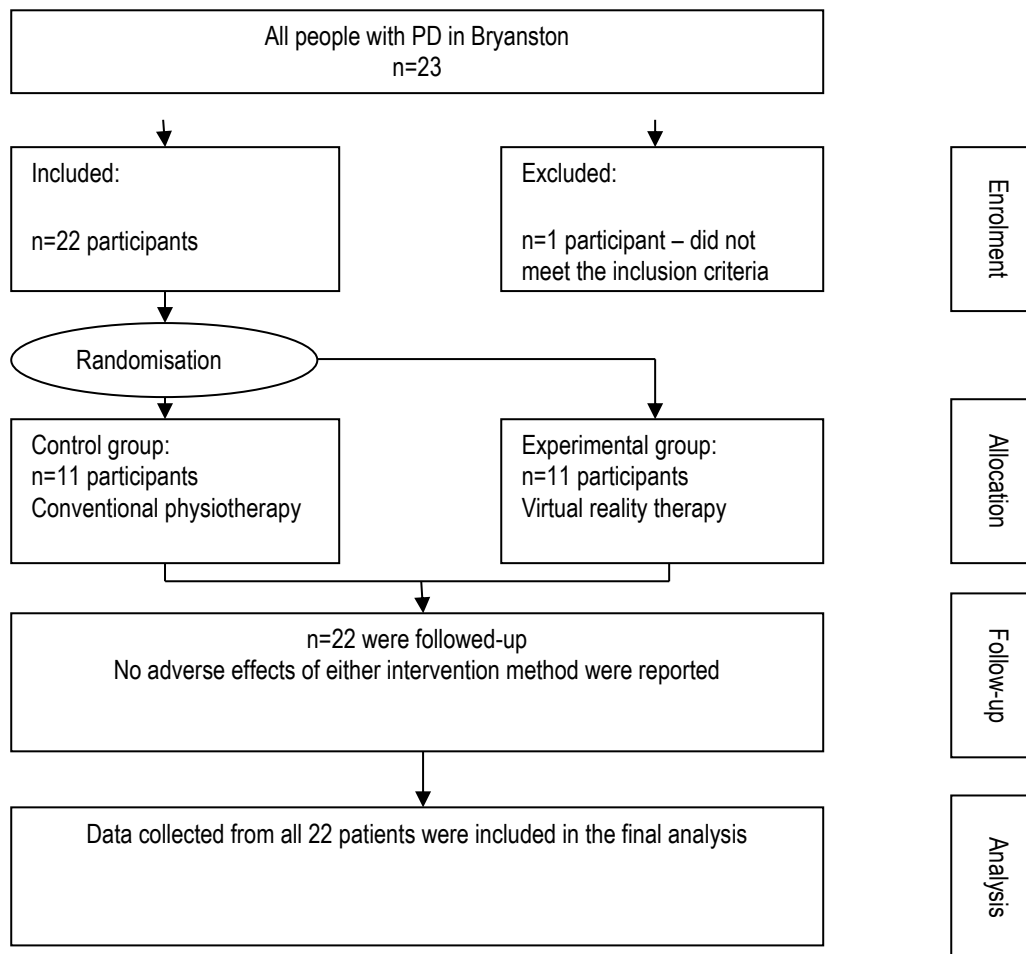 All people with PD in Bryanston
n=23
Included:
n=22 participants
Excluded:
n=1 participant – did not
meet the inclusion criteria
Enrolment
Randomisation
Control group:
n=11 participants
Conventional physiotherapy
Experimental group:
n=11 participants
Virtual reality therapy
Allocation
n=22 were followed-up
No adverse effects of either intervention method were reported
Follow-up
Data collected from all 22 patients were included in the final analysis
Analysis